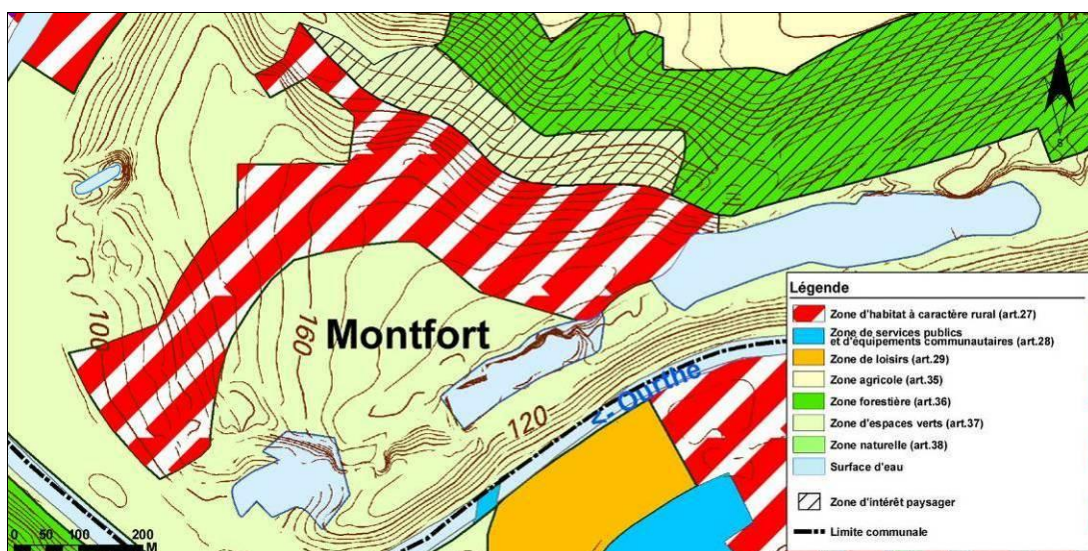 N
S
100
160
Montfort
120
<- Ourthe
0 50 100 200
M
Légende
Zone d'habitat à caractère rural (art.27)
Zone de services publics
et d'équipements communautaires (art.28)
Zone de loisirs (art.29)
Zone agricole (art.35)
Zone forestière (art.36)
Zone d'espaces verts (art.37)
Zone naturelle (art.38)
Surface d'eau
Zone d'intérêt paysager
Limite communale